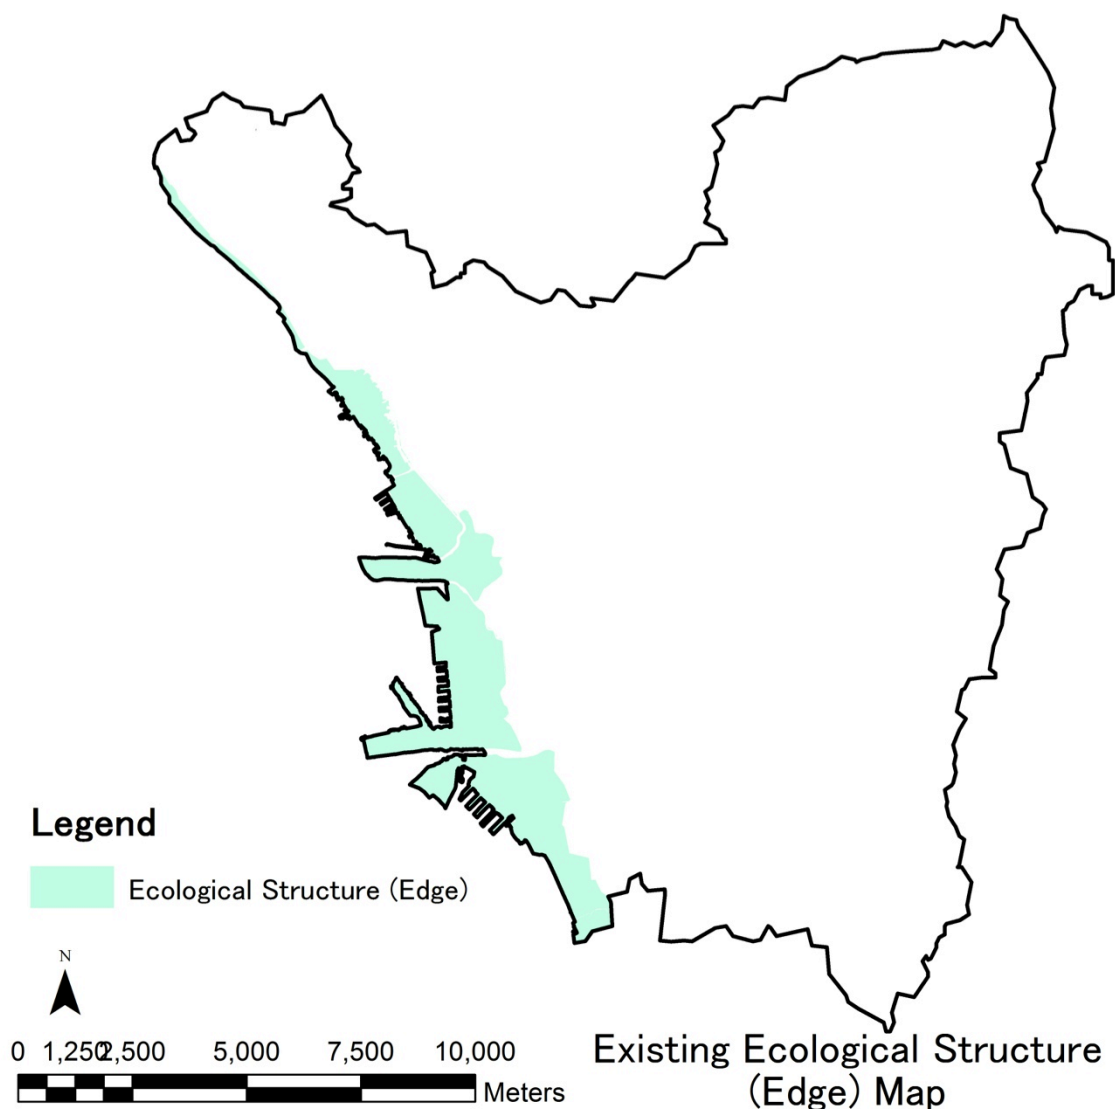 Legend
Ecological Structure (Edge)
N
0 1,250 2,500 5,000 7,500 10,000
Meters
Existing Ecological Structure
(Edge) Map